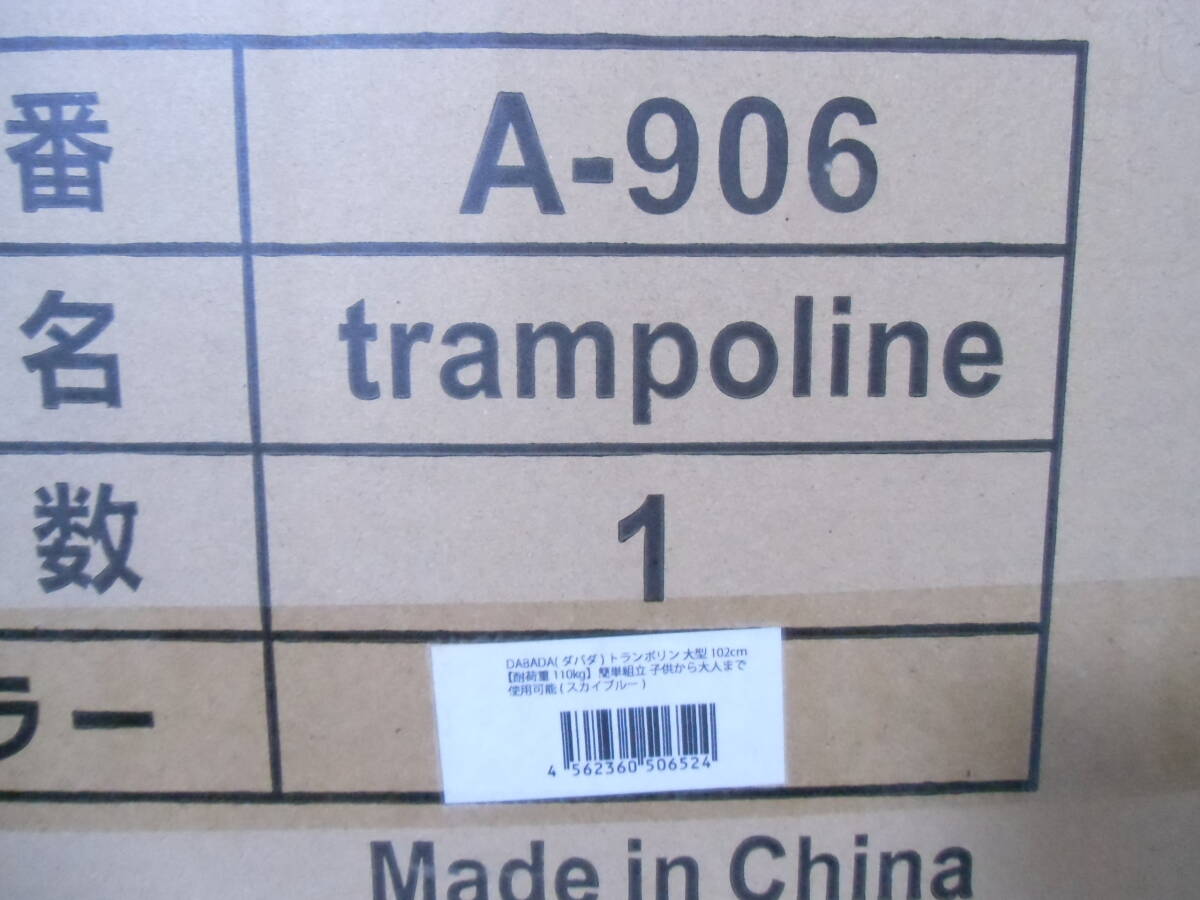 番 A-906
名 trampoline
数 1
ラー
DABADA(ダバダ)トランポリン 大型 102cm
【耐荷重 110kg】 簡単組立 子供から大人まで
使用可能(スカイブルー)
4 562360 506524
Made in China